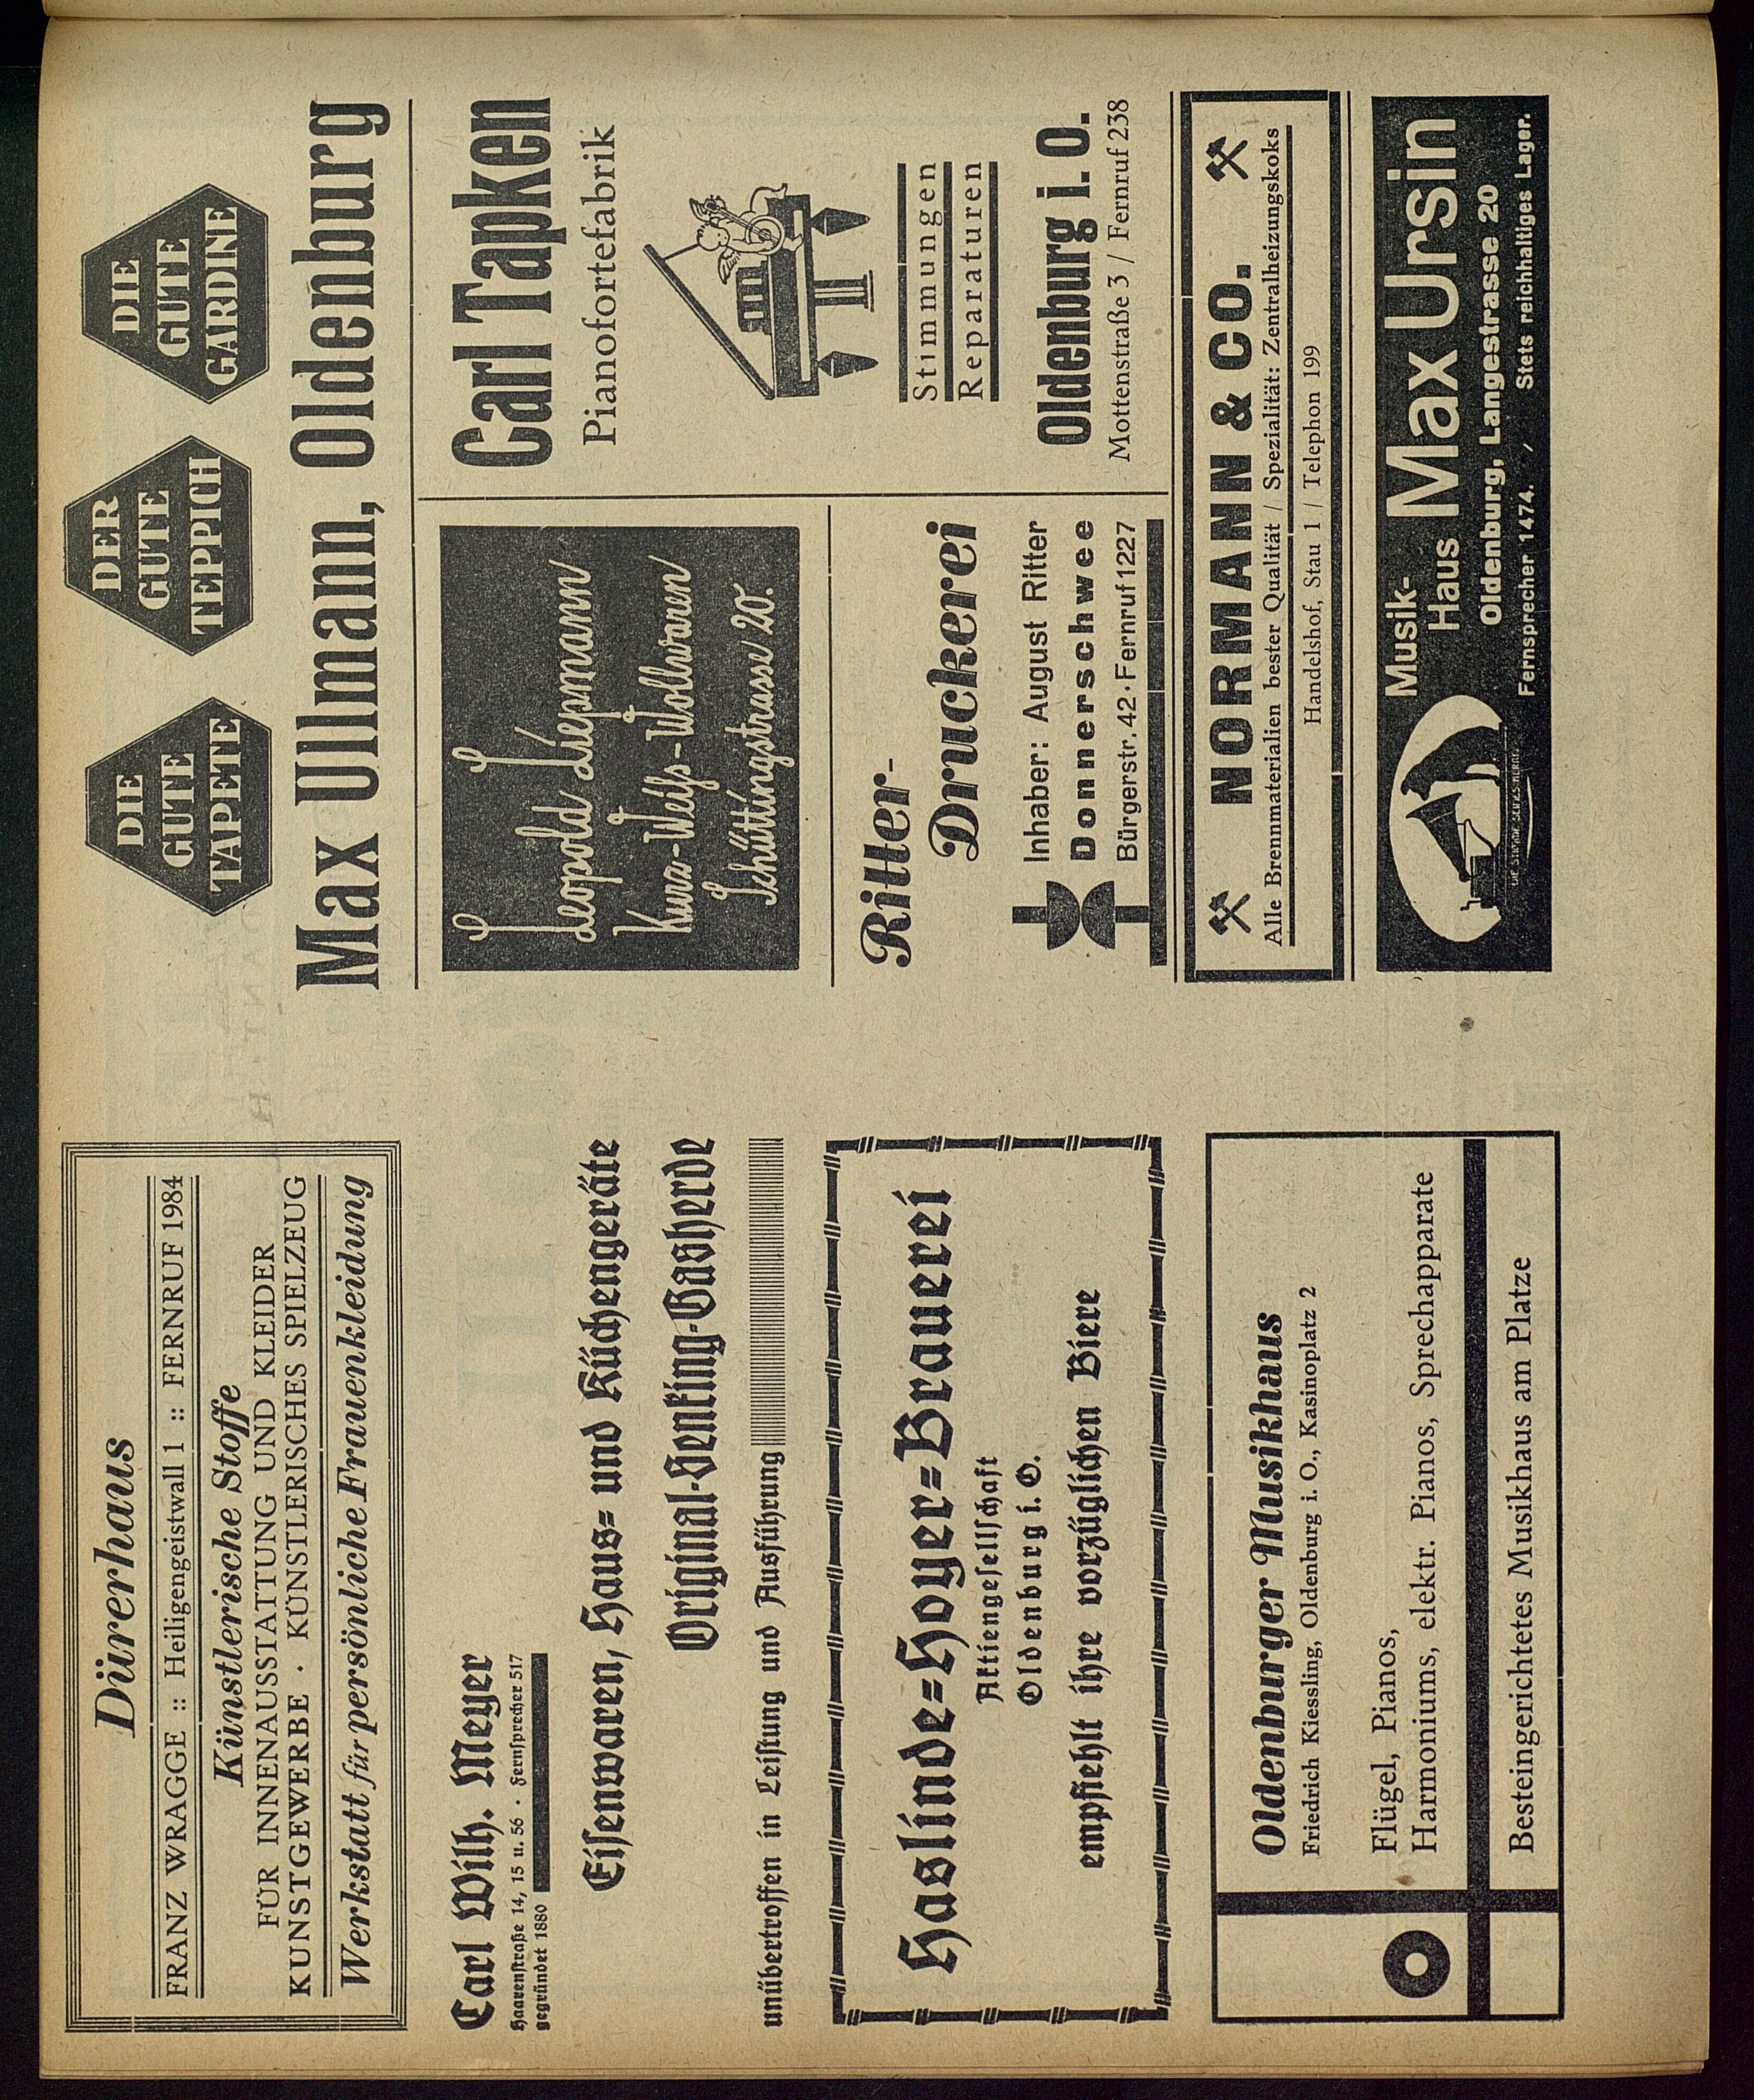 Dürerhaus
FRANZ WRAGGE :: Heiligengeistwall 1 :: FERNRUF 1984
Künstlerische Stoffe
FÜR INNENAUSSTATTUNG UND KLEIDER
KUNSTGEWERBE · KÜNSTLERISCHES SPIELZEUG
Werkstatt für persönliche Frauenkleidung
Carl Wilh. Meyer
Haarenstraße 14, 15 u. 56 · Fernsprecher 517
gegründet 1880
Eisenwaren, Haus- und Küchengeräte
Original-Senking-Gasherde
unübertroffen in Leistung und Ausführung
Haslinde-Hoyer-Brauerei
Aktiengesellschaft
Oldenburg i. O.
empfiehlt ihre vorzüglichen Biere
Oldenburger Musikhaus
Friedrich Kiessling, Oldenburg i. O., Kasinoplatz 2
Flügel, Pianos,
Harmoniums, elektr. Pianos, Sprechapparate
Besteingerichtetes Musikhaus am Platze
DIE
GUTE
TAPETE
DER
GUTE
TEPPICH
DIE
GUTE
GARDINE
Max Ullmann, Oldenburg
Leopold Liepmann
Kurz-Weiß-Wollwaren
Schüttingstrasse 20.
Carl Tapken
Pianofortefabrik
Stimmungen
Reparaturen
Oldenburg i. O.
Mottenstraße 3 / Fernruf 238
Ritter-
Druckerei
Inhaber: August Ritter
Donnerschwee
Bürgerstr. 42 · Fernruf 1227
NORMANN & CO.
Alle Brennmaterialien bester Qualität / Spezialität: Zentralheizungskoks
Handelshof, Stau 1 / Telephon 199
Musik-
Haus Max Ursin
Oldenburg, Langestrasse 20
Fernsprecher 1474. / Stets reichhaltiges Lager.
DIE STIMME SEINES HERRN